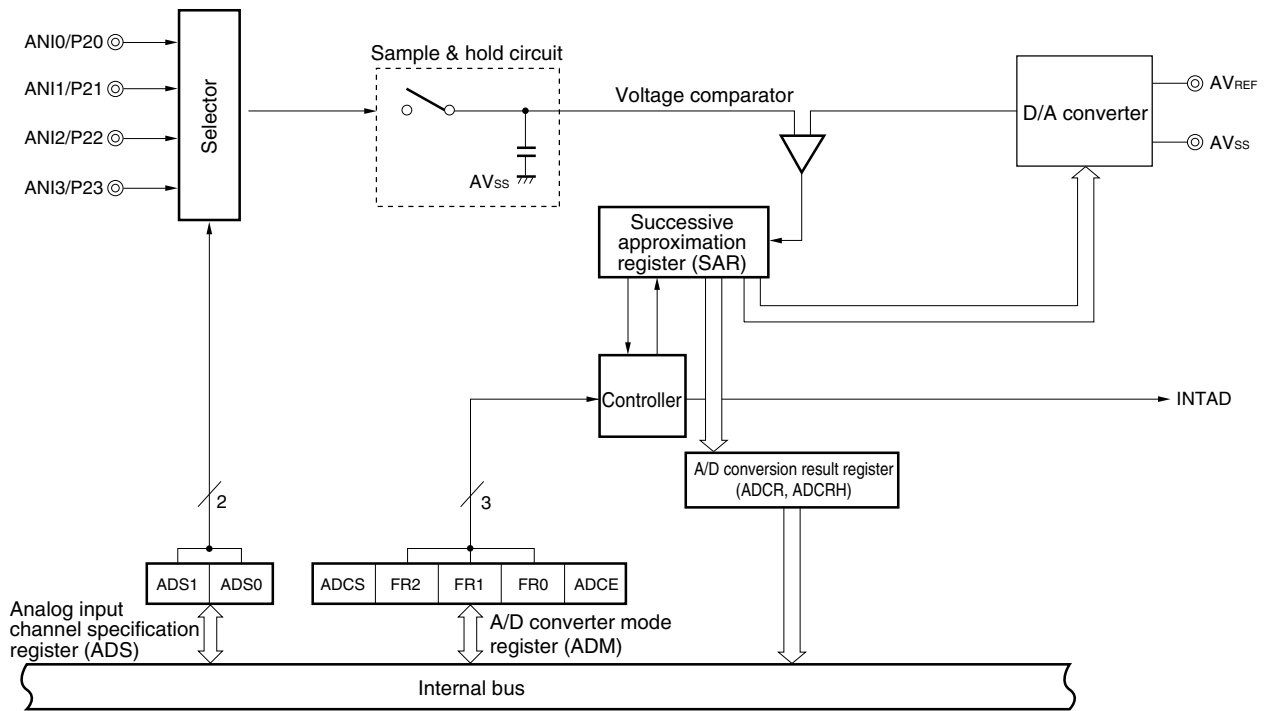 ANI0/P20
ANI1/P21
ANI2/P22
ANI3/P23
Selector
Sample & hold circuit
AVSS
Voltage comparator
D/A converter
AVREF
AVSS
Successive
approximation
register (SAR)
Controller
INTAD
A/D conversion result register
(ADCR, ADCRH)
2
3
ADS1 ADS0
ADCS FR2 FR1 FR0 ADCE
Analog input
channel specification
register (ADS)
A/D converter mode
register (ADM)
Internal bus